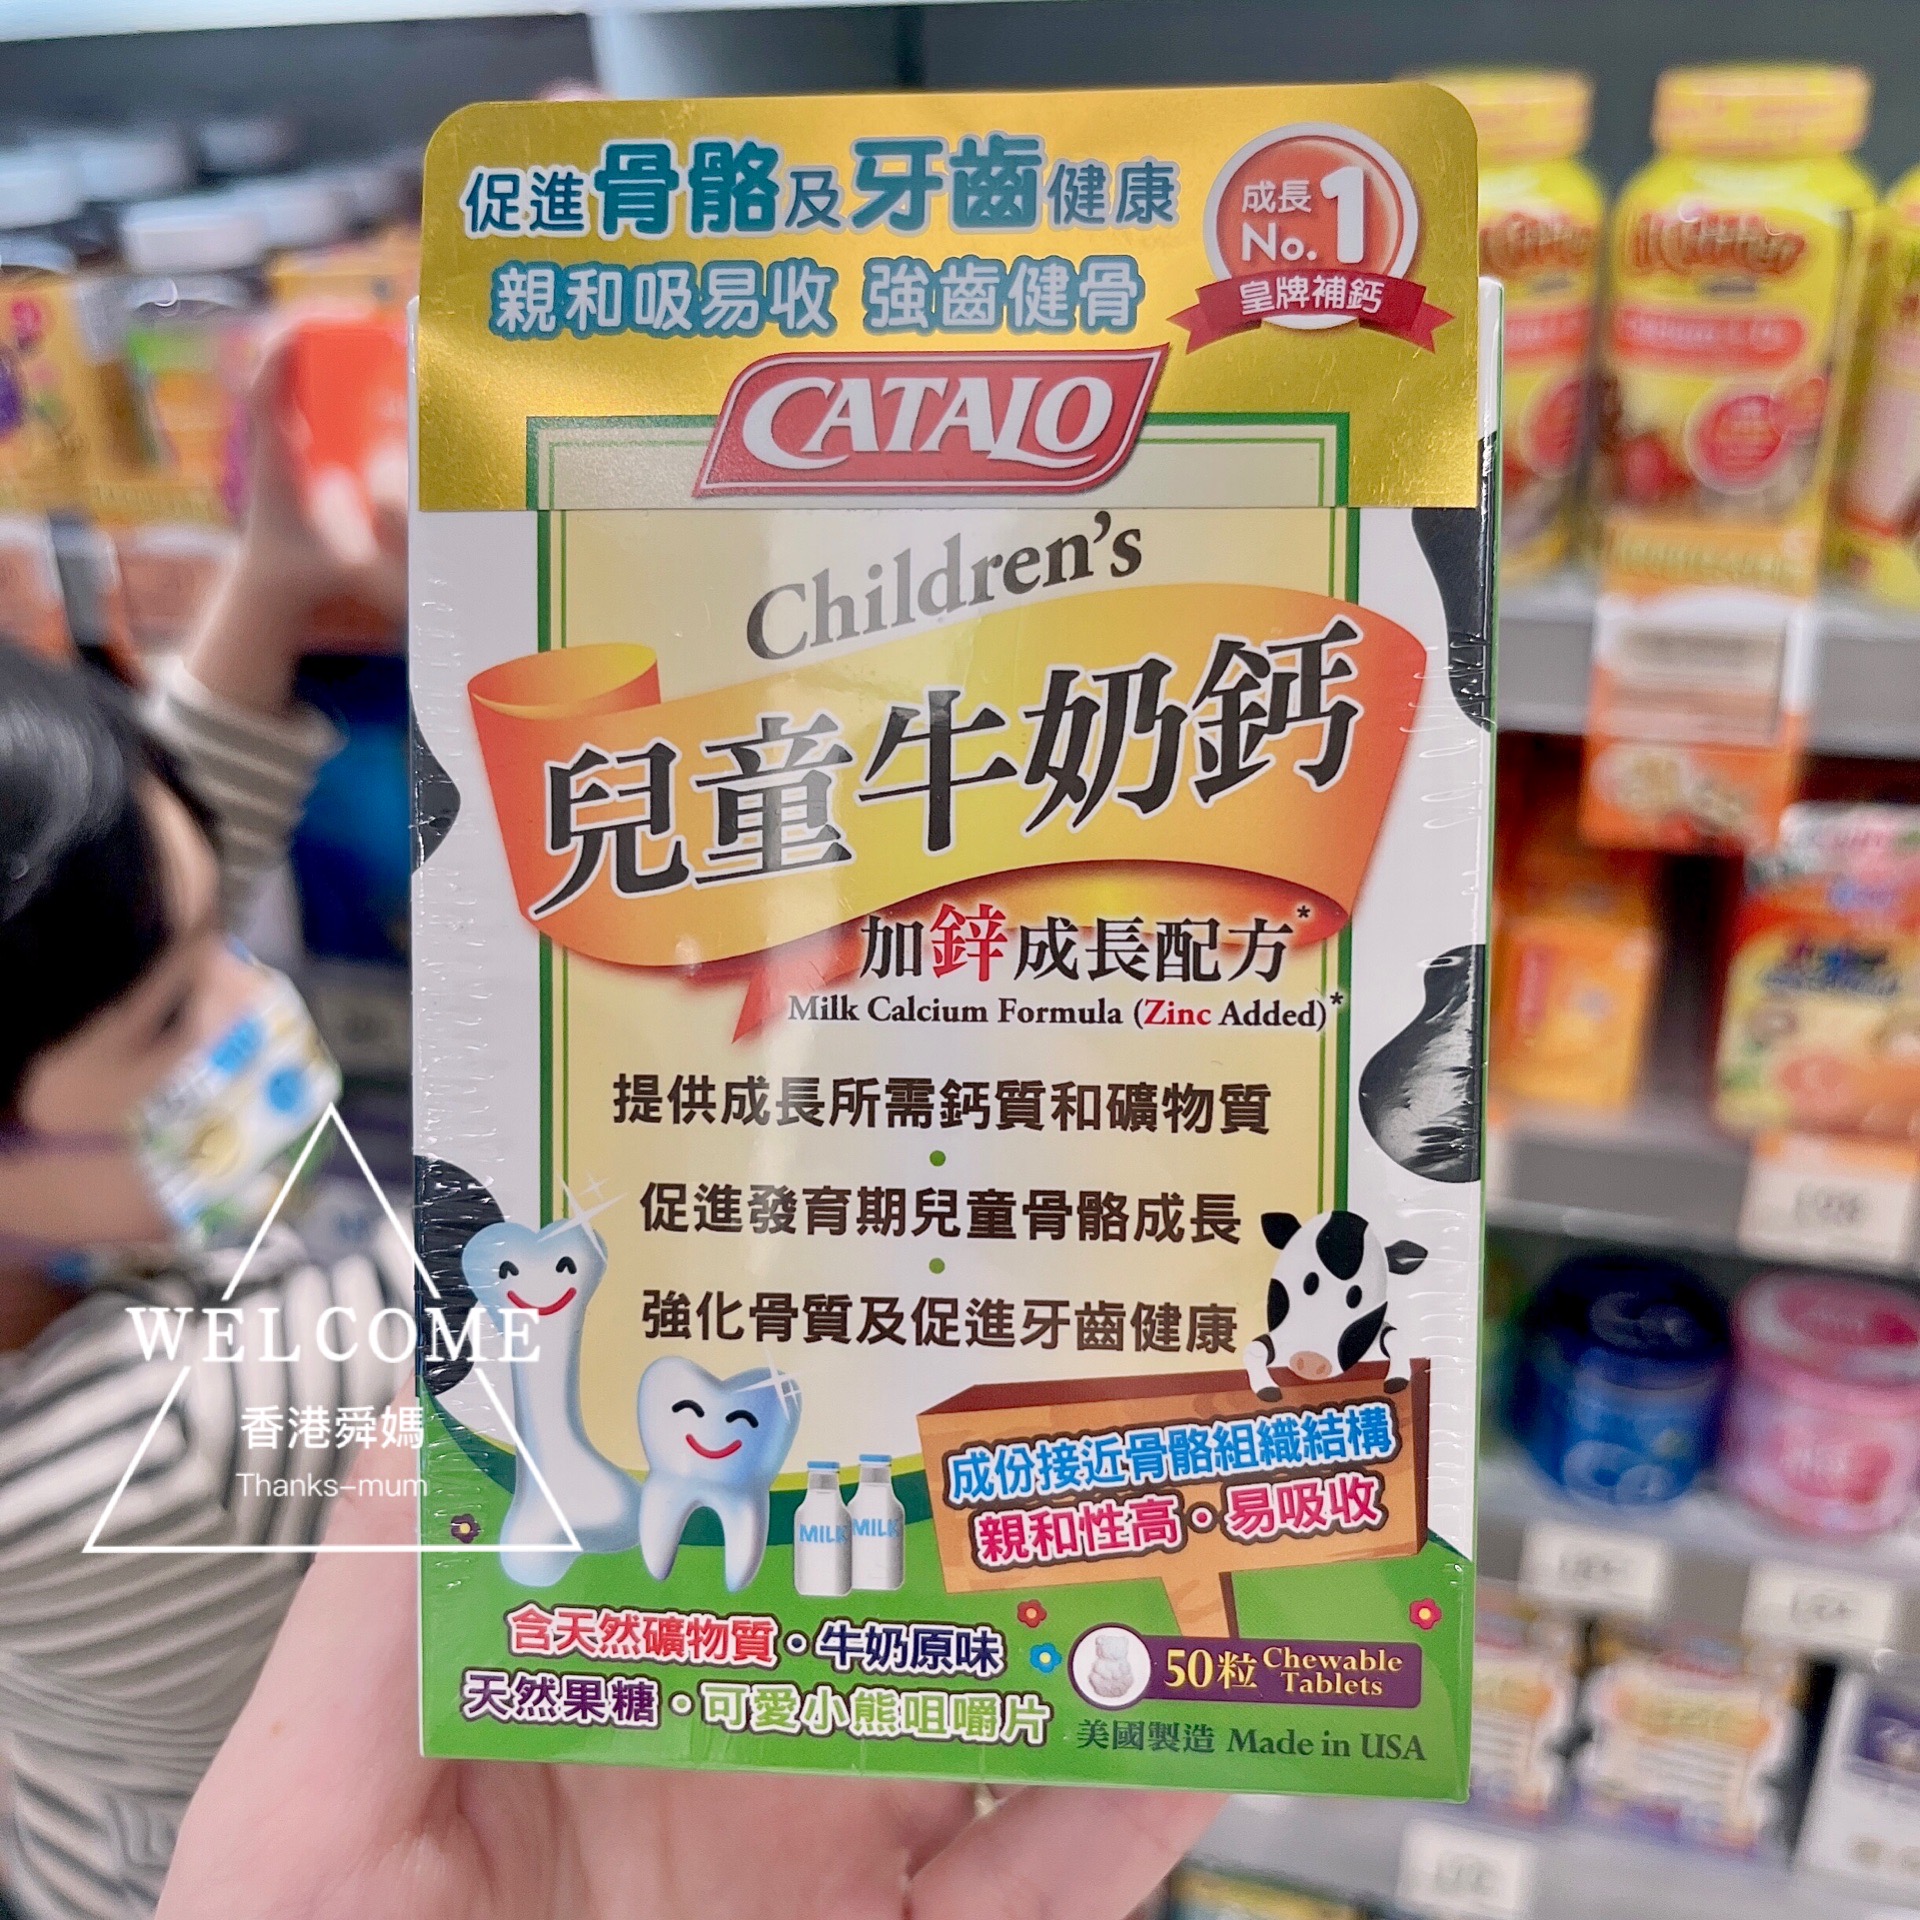 促進骨骼及牙齒健康
親和吸易收 強齒健骨
成長
No.1
皇牌補鈣
CATALO
Children's
兒童牛奶鈣
加鋅成長配方*
Milk Calcium Formula (Zinc Added)*
提供成長所需鈣質和礦物質
促進發育期兒童骨骼成長
強化骨質及促進牙齒健康
成份接近骨骼組織結構
親和性高·易吸收
MILK MILK
含天然礦物質·牛奶原味
天然果糖·可愛小熊咀嚼片
50粒 Chewable Tablets
美國製造 Made in USA
WELCOME
香港舜媽
Thanks-mum